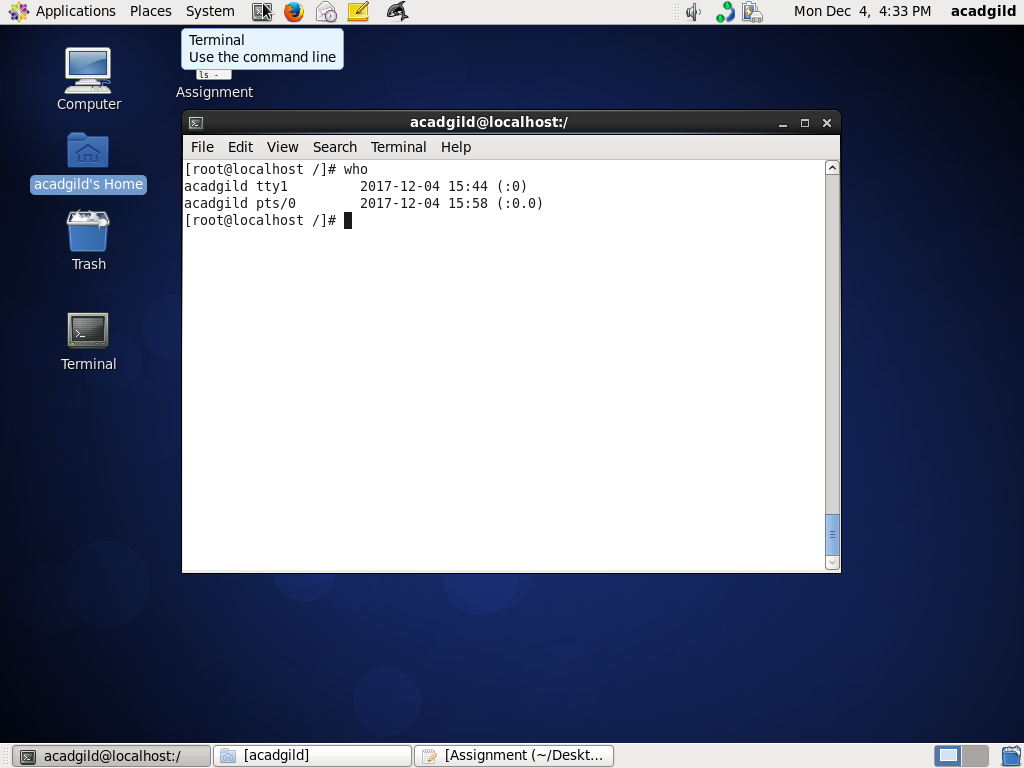 Applications Places System
Mon Dec 4, 4:33 PM acadgild
Terminal
Use the command line
Computer
ls -
Assignment
acadgild's Home
Trash
Terminal
acadgild@localhost:/
File Edit View Search Terminal Help
[root@localhost /]# who
acadgild tty1         2017-12-04 15:44 (:0)
acadgild pts/0        2017-12-04 15:58 (:0.0)
[root@localhost /]#
acadgild@localhost:/
[acadgild]
[Assignment (~/Deskt...